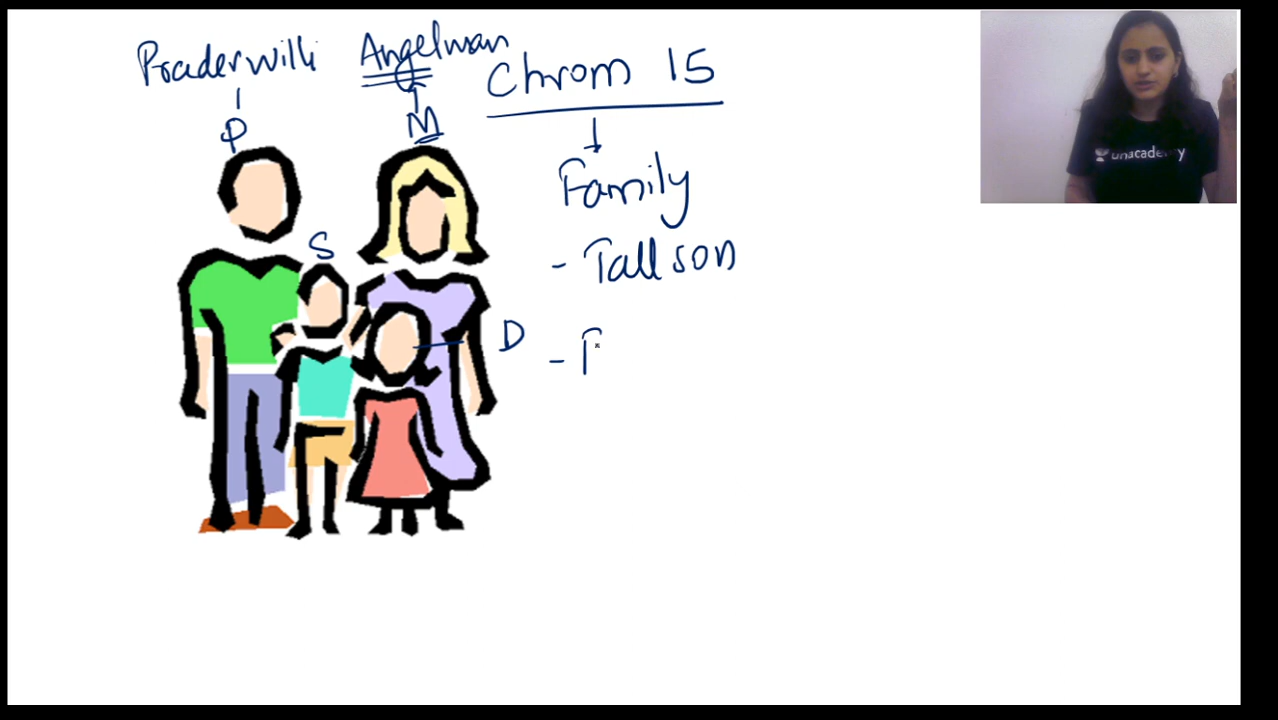 Praderwilli Angelman
Chrom 15
P M
Family
S
- Tall son
D
- T
unacademy